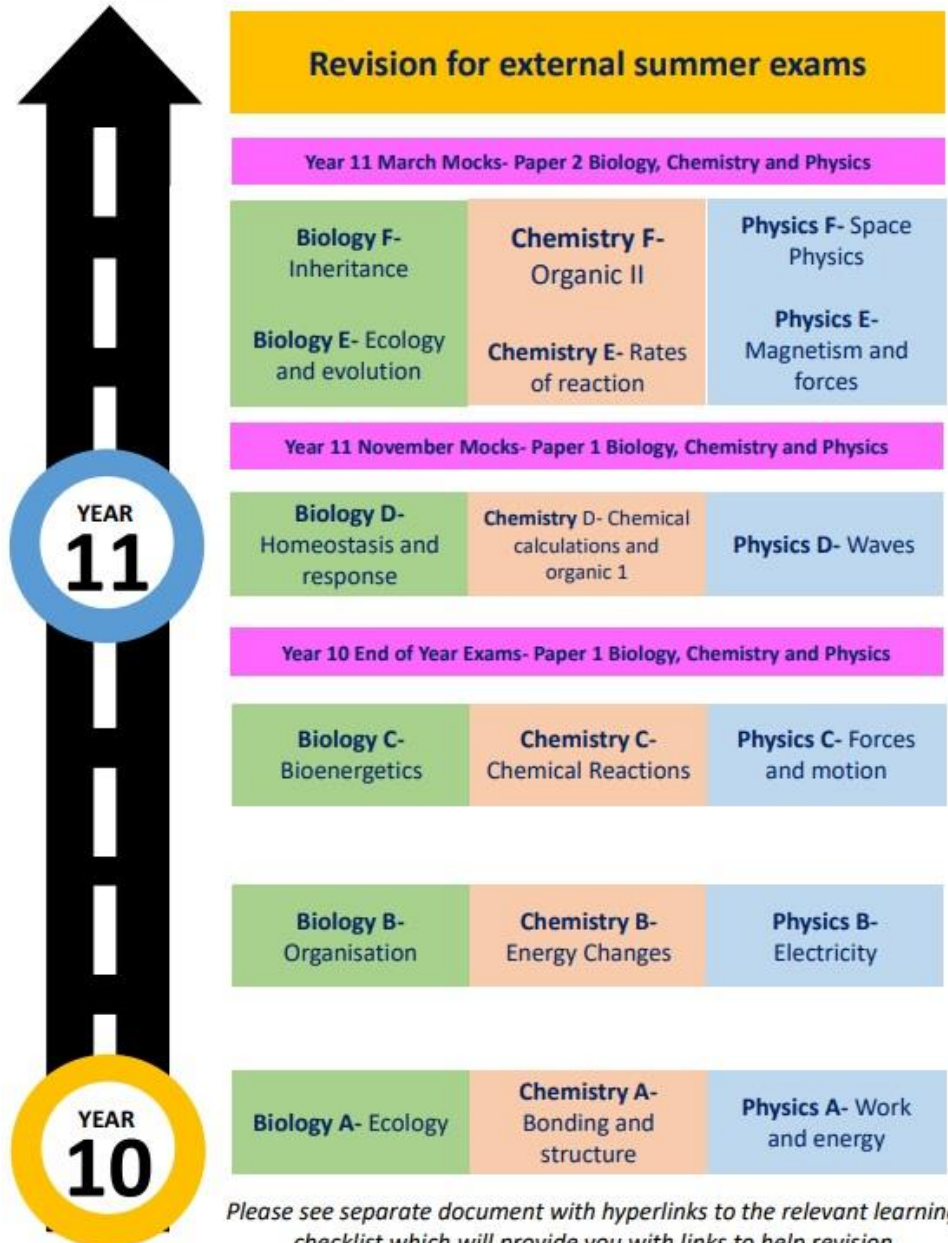 Revision for external summer exams
Year 11 March Mocks- Paper 2 Biology, Chemistry and Physics
Biology F-
Inheritance
Biology E- Ecology
and evolution
Chemistry F-
Organic II
Chemistry E- Rates
of reaction
Physics F- Space
Physics
Physics E-
Magnetism and
forces
Year 11 November Mocks- Paper 1 Biology, Chemistry and Physics
YEAR
11
Biology D-
Homeostasis and
response
Chemistry D- Chemical
calculations and
organic 1
Physics D- Waves
Year 10 End of Year Exams- Paper 1 Biology, Chemistry and Physics
Biology C-
Bioenergetics
Chemistry C-
Chemical Reactions
Physics C- Forces
and motion
Biology B-
Organisation
Chemistry B-
Energy Changes
Physics B-
Electricity
YEAR
10
Biology A- Ecology
Chemistry A-
Bonding and
structure
Physics A- Work
and energy
Please see separate document with hyperlinks to the relevant learnin
checklist which will provide you with links to help revision